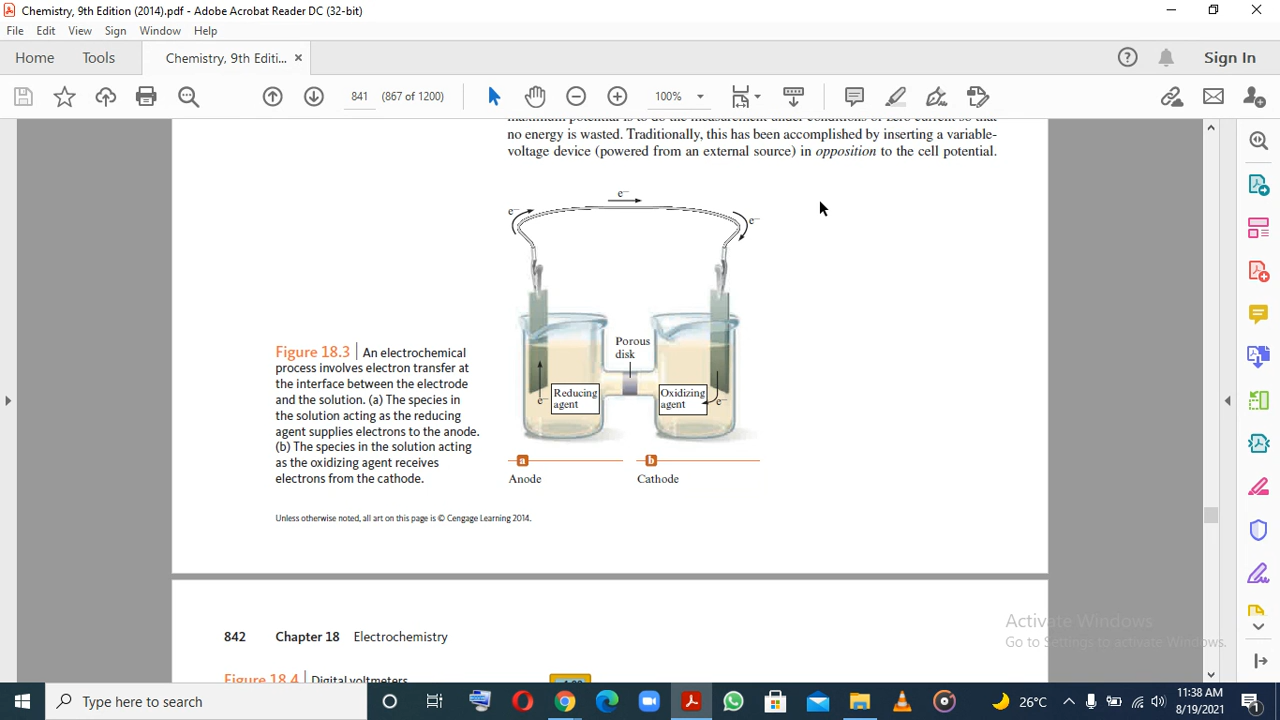 Chemistry, 9th Edition (2014).pdf - Adobe Acrobat Reader DC (32-bit)
File Edit View Sign Window Help
Home Tools Chemistry, 9th Editi... × Sign In
841 (867 of 1200) 100%
maximum potential is to do the measurement under conditions of zero current so that
no energy is wasted. Traditionally, this has been accomplished by inserting a variable-
voltage device (powered from an external source) in opposition to the cell potential.
e−
e− e−
Porous
disk
Reducing
agent
Oxidizing
agent
e− e−
a b
Anode Cathode
Figure 18.3 | An electrochemical
process involves electron transfer at
the interface between the electrode
and the solution. (a) The species in
the solution acting as the reducing
agent supplies electrons to the anode.
(b) The species in the solution acting
as the oxidizing agent receives
electrons from the cathode.
Unless otherwise noted, all art on this page is © Cengage Learning 2014.
842 Chapter 18 Electrochemistry
Figure 18.4 | Digital voltmeters
Activate Windows
Go to Settings to activate Windows.
Type here to search
26°C
11:38 AM
8/19/2021
1